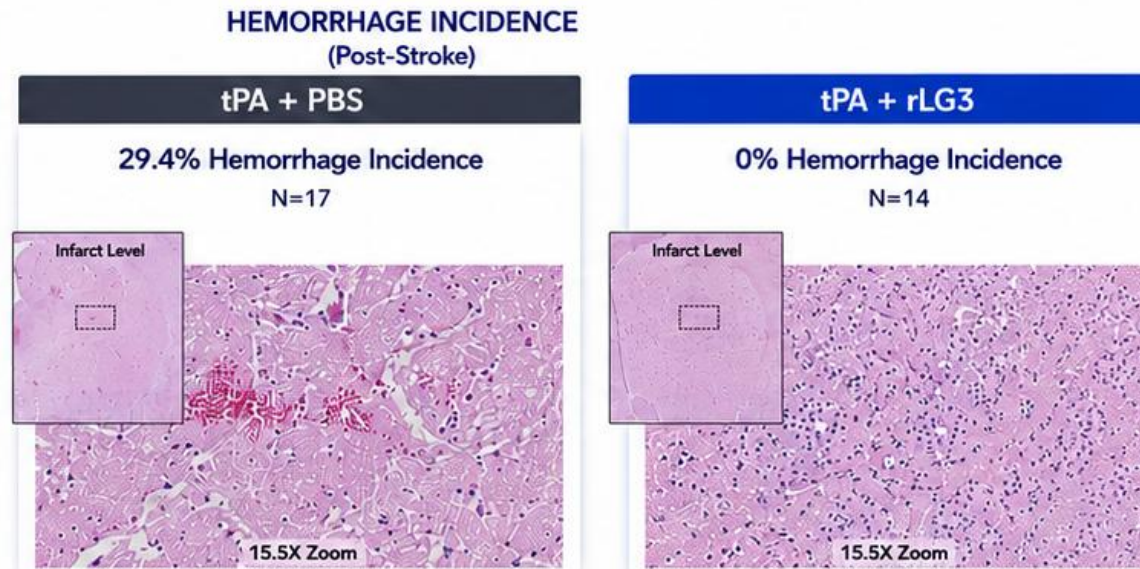 HEMORRHAGE INCIDENCE
(Post-Stroke)
tPA + PBS
29.4% Hemorrhage Incidence
N=17
Infarct Level
15.5X Zoom
tPA + rLG3
0% Hemorrhage Incidence
N=14
Infarct Level
15.5X Zoom